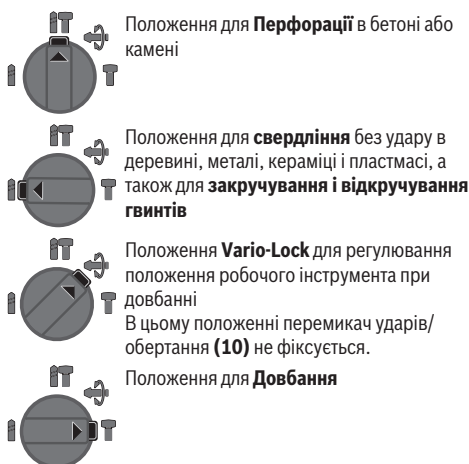 Положення для Перфорації в бетоні або
камені
Положення для свердління без удару в
деревині, металі, кераміці і пластмасі, а
також для закручування і відкручування
гвинтів
Положення Vario-Lock для регулювання
положення робочого інструмента при
довбанні
В цьому положенні перемикач ударів/
обертання (10) не фіксується.
Положення для Довбання